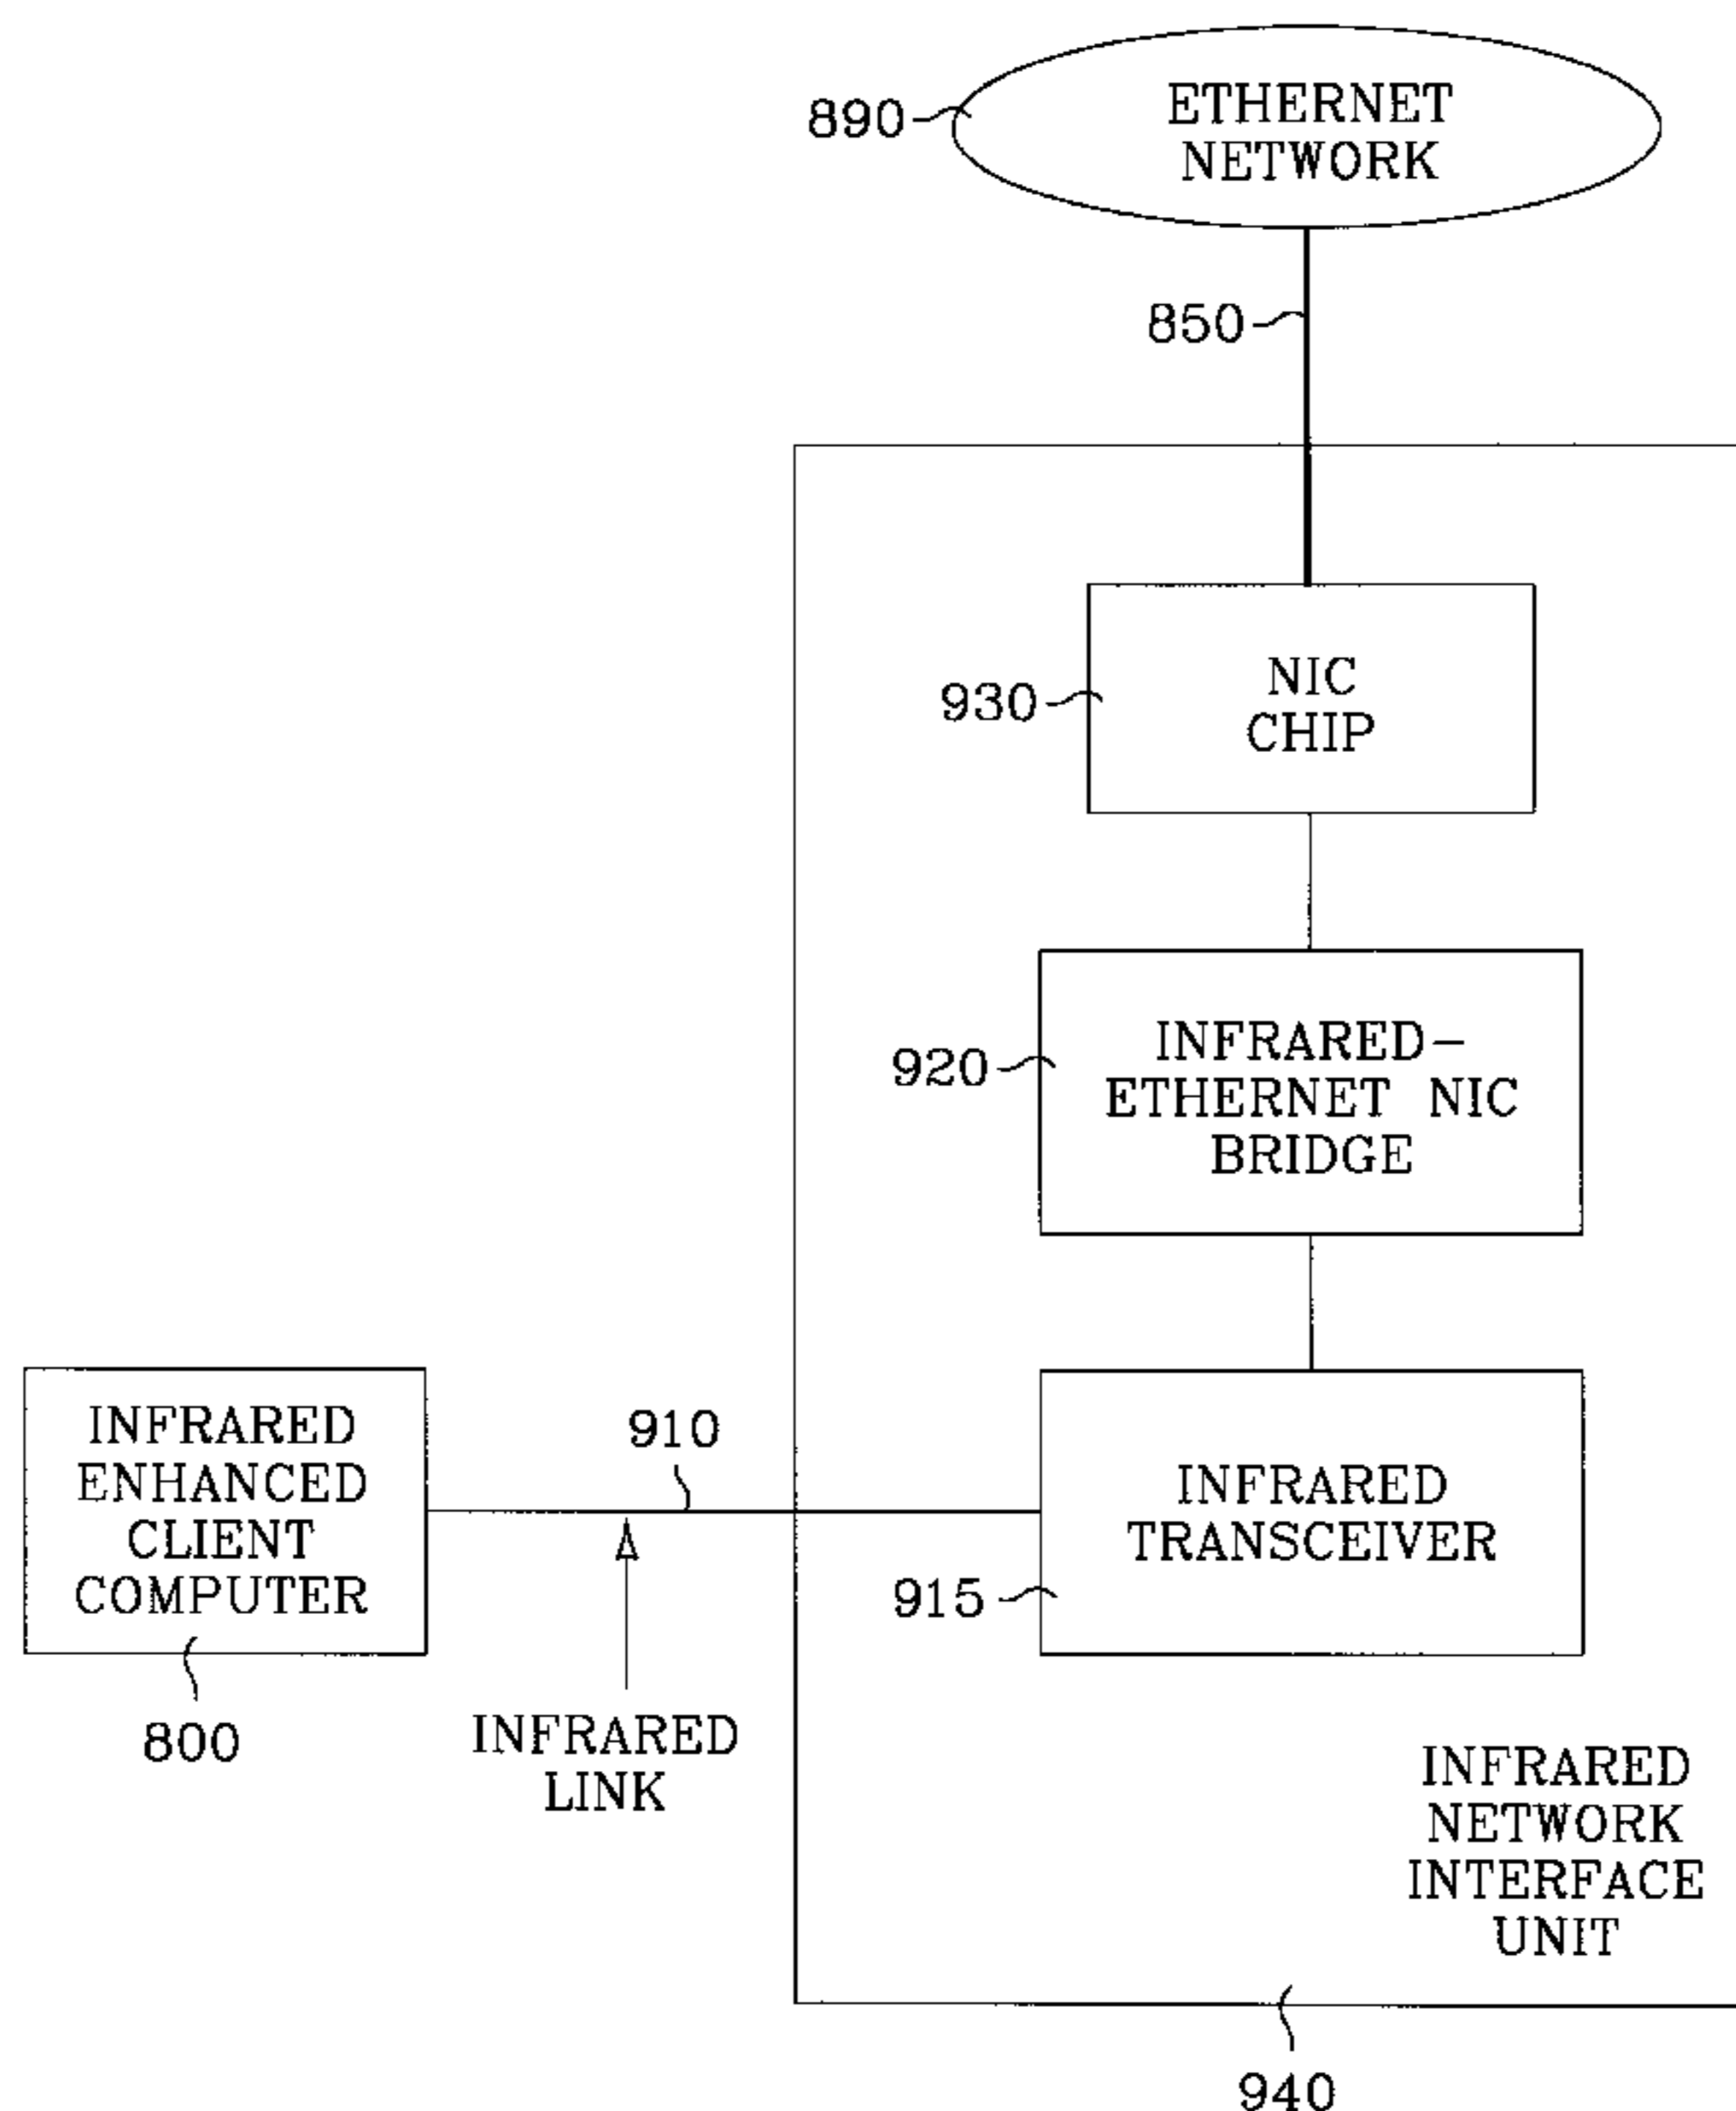 890
ETHERNET
NETWORK
850
930
NIC
CHIP
920
INFRARED-
ETHERNET NIC
BRIDGE
INFRARED
ENHANCED
CLIENT
COMPUTER
800
910
INFRARED
LINK
INFRARED
TRANSCEIVER
915
INFRARED
NETWORK
INTERFACE
UNIT
940